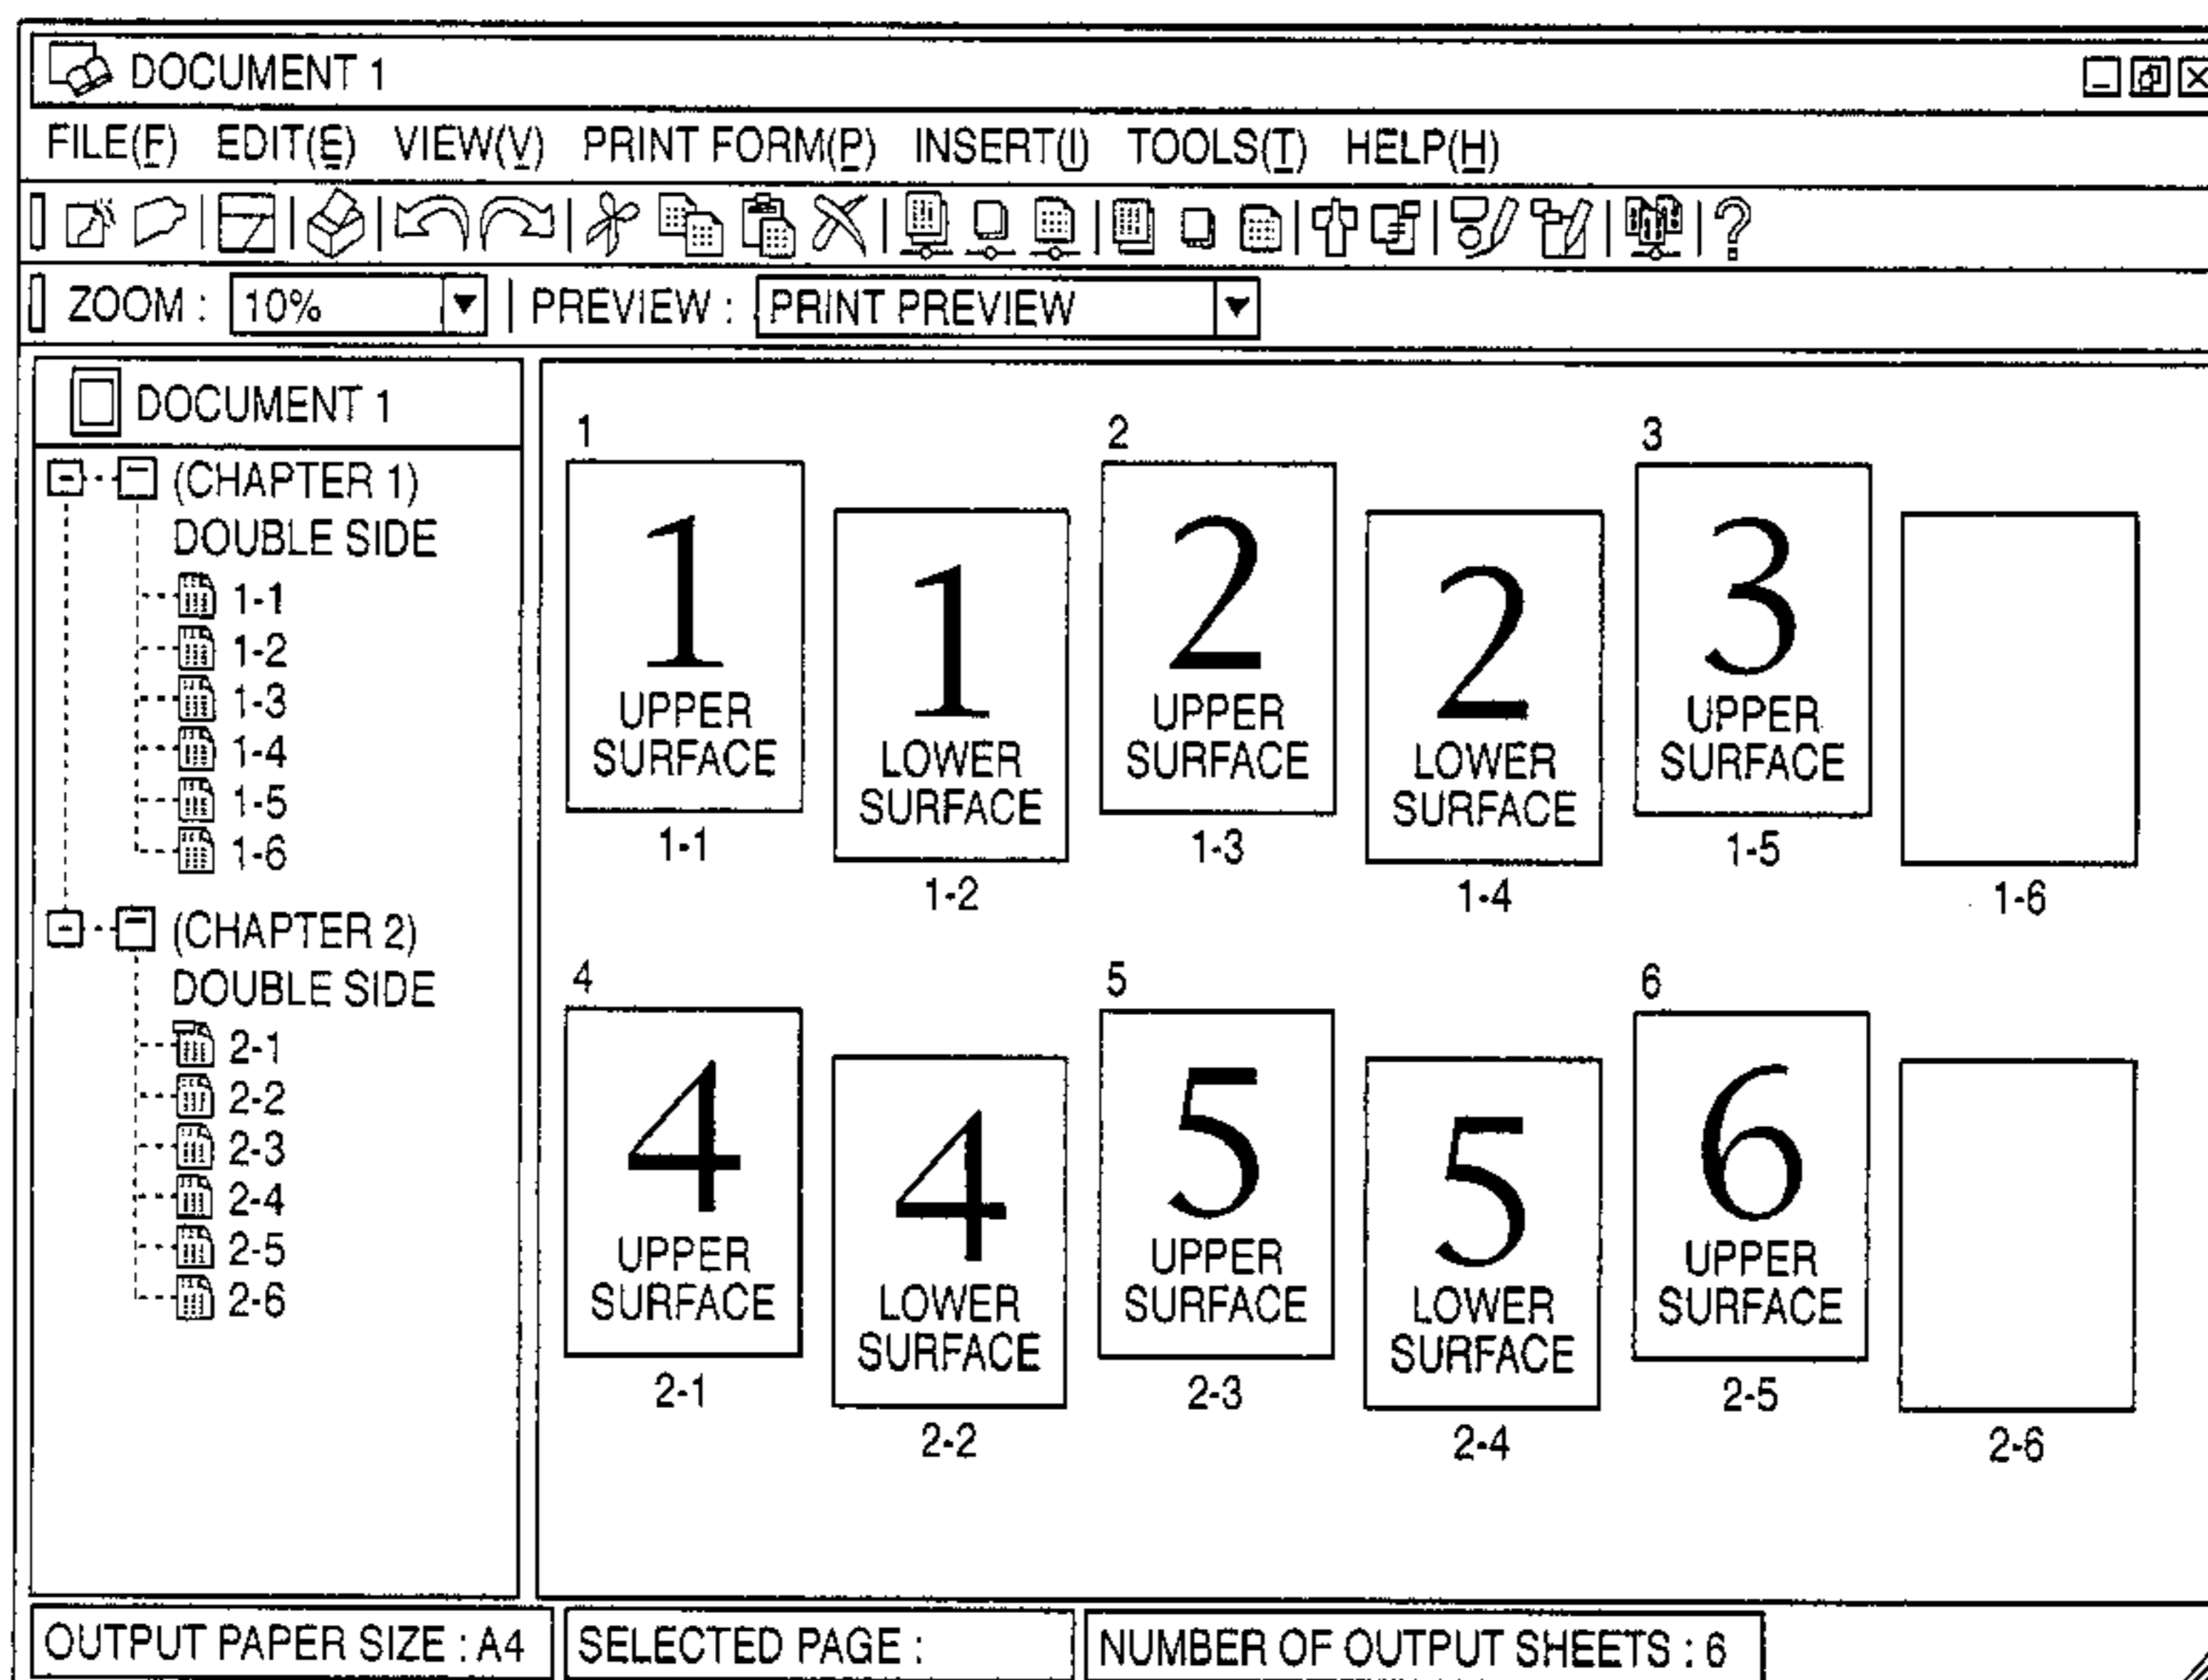 DOCUMENT 1
FILE(F) EDIT(E) VIEW(V) PRINT FORM(P) INSERT(I) TOOLS(T) HELP(H)
ZOOM : 10% PREVIEW : PRINT PREVIEW
DOCUMENT 1
(CHAPTER 1)
DOUBLE SIDE
1-1
1-2
1-3
1-4
1-5
1-6
(CHAPTER 2)
DOUBLE SIDE
2-1
2-2
2-3
2-4
2-5
2-6
1
1
UPPER
SURFACE
1-1
1
LOWER
SURFACE
1-2
2
2
UPPER
SURFACE
1-3
2
LOWER
SURFACE
1-4
3
3
UPPER
SURFACE
1-5
1-6
4
4
UPPER
SURFACE
2-1
4
LOWER
SURFACE
2-2
5
5
UPPER
SURFACE
2-3
5
LOWER
SURFACE
2-4
6
6
UPPER
SURFACE
2-5
2-6
OUTPUT PAPER SIZE : A4 SELECTED PAGE : NUMBER OF OUTPUT SHEETS : 6